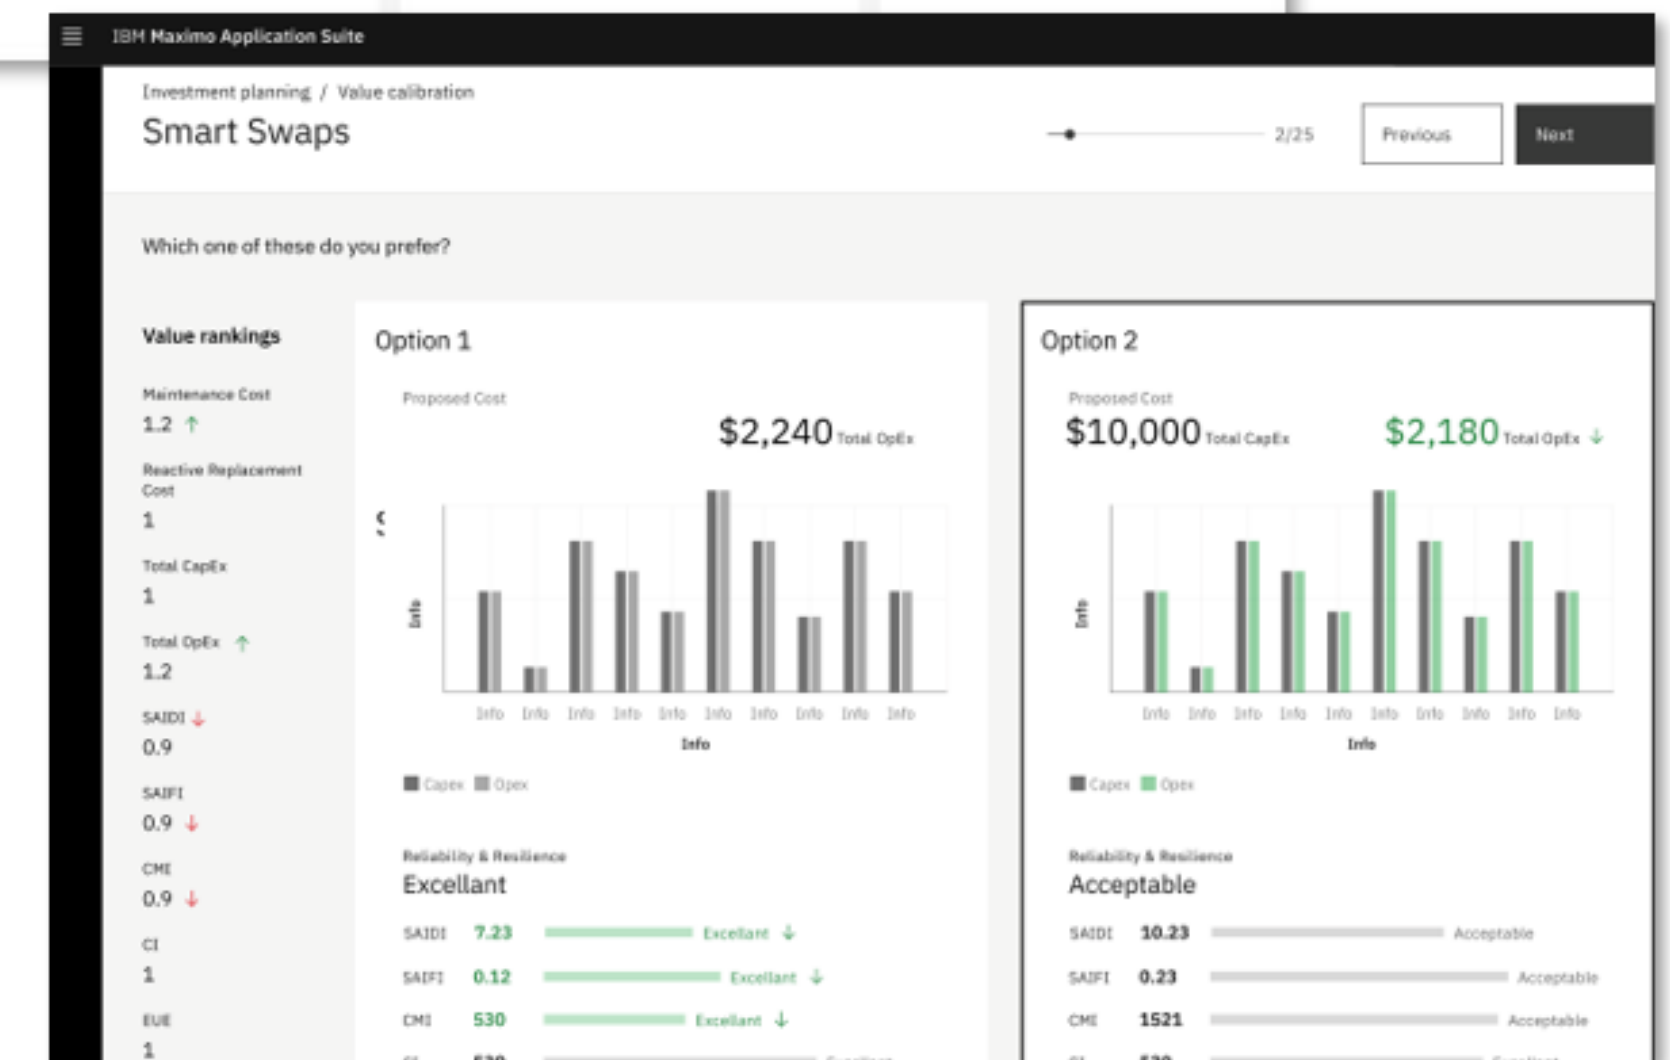 IBM Maximo Application Suite
Investment planning / Value calibration
Smart Swaps
2/25
Previous
Next
Which one of these do you prefer?
Value rankings
Maintenance Cost
1.2 ↑
Reactive Replacement
Cost
1
Total CapEx
1
Total OpEx ↑
1.2
SAIDI ↓
0.9
SAIFI
0.9 ↓
CMI
0.9 ↓
CI
1
EUE
1
Option 1
Proposed Cost
$2,240 Total OpEx
Info
Info Info Info Info Info Info Info Info Info Info
Info
Capex Opex
Reliability & Resilience
Excellant
SAIDI 7.23 Excellant ↓
SAIFI 0.12 Excellant ↓
CMI 530 Excellant ↓
Option 2
Proposed Cost
$10,000 Total CapEx $2,180 Total OpEx ↓
Info
Info Info Info Info Info Info Info Info Info Info
Info
Capex Opex
Reliability & Resilience
Acceptable
SAIDI 10.23 Acceptable
SAIFI 0.23 Acceptable
CMI 1521 Acceptable